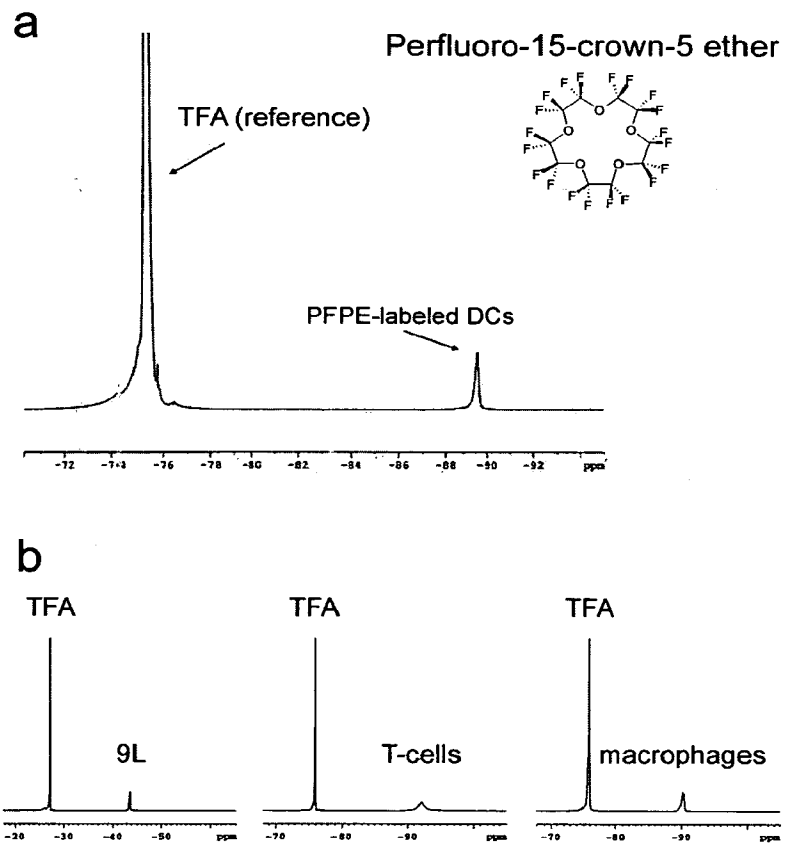 a
Perfluoro-15-crown-5 ether
F F F F
F F
O
F O O F
F F
F O O F
F F
F F F F
TFA (reference)
PFPE-labeled DCs
-72 -76 -78 -80 -82 -84 -86 -88 -90 -92 ppm
b
TFA TFA TFA
9L T-cells macrophages
-20 -30 -40 -50 ppm -70 -80 -90 ppm -70 -80 -90 ppm